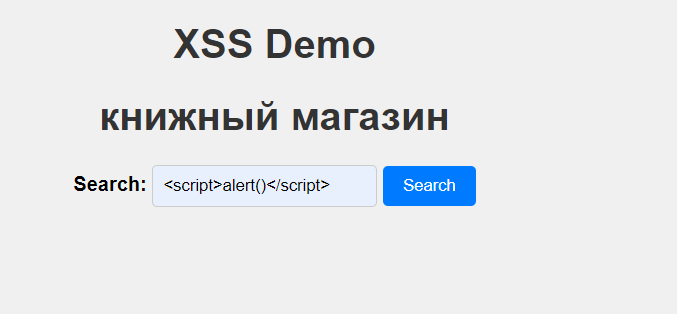 XSS Demo
книжный магазин
Search: <script>alert()</script> Search